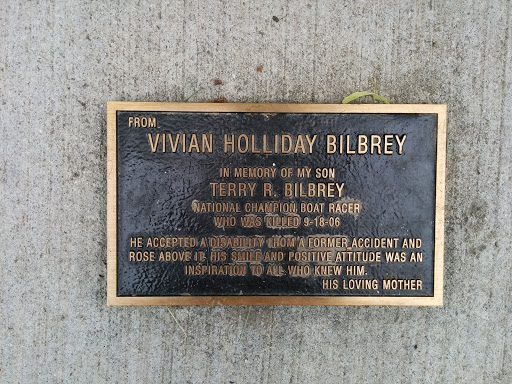 FROM
VIVIAN HOLLIDAY BILBREY
IN MEMORY OF MY SON
TERRY R. BILBREY
NATIONAL CHAMPION BOAT RACER
WHO WAS KILLED 9-18-06
HE ACCEPTED A DISABILITY FROM A FORMER ACCIDENT AND
ROSE ABOVE IT. HIS SMILE AND POSITIVE ATTITUDE WAS AN
INSPIRATION TO ALL WHO KNEW HIM.
HIS LOVING MOTHER